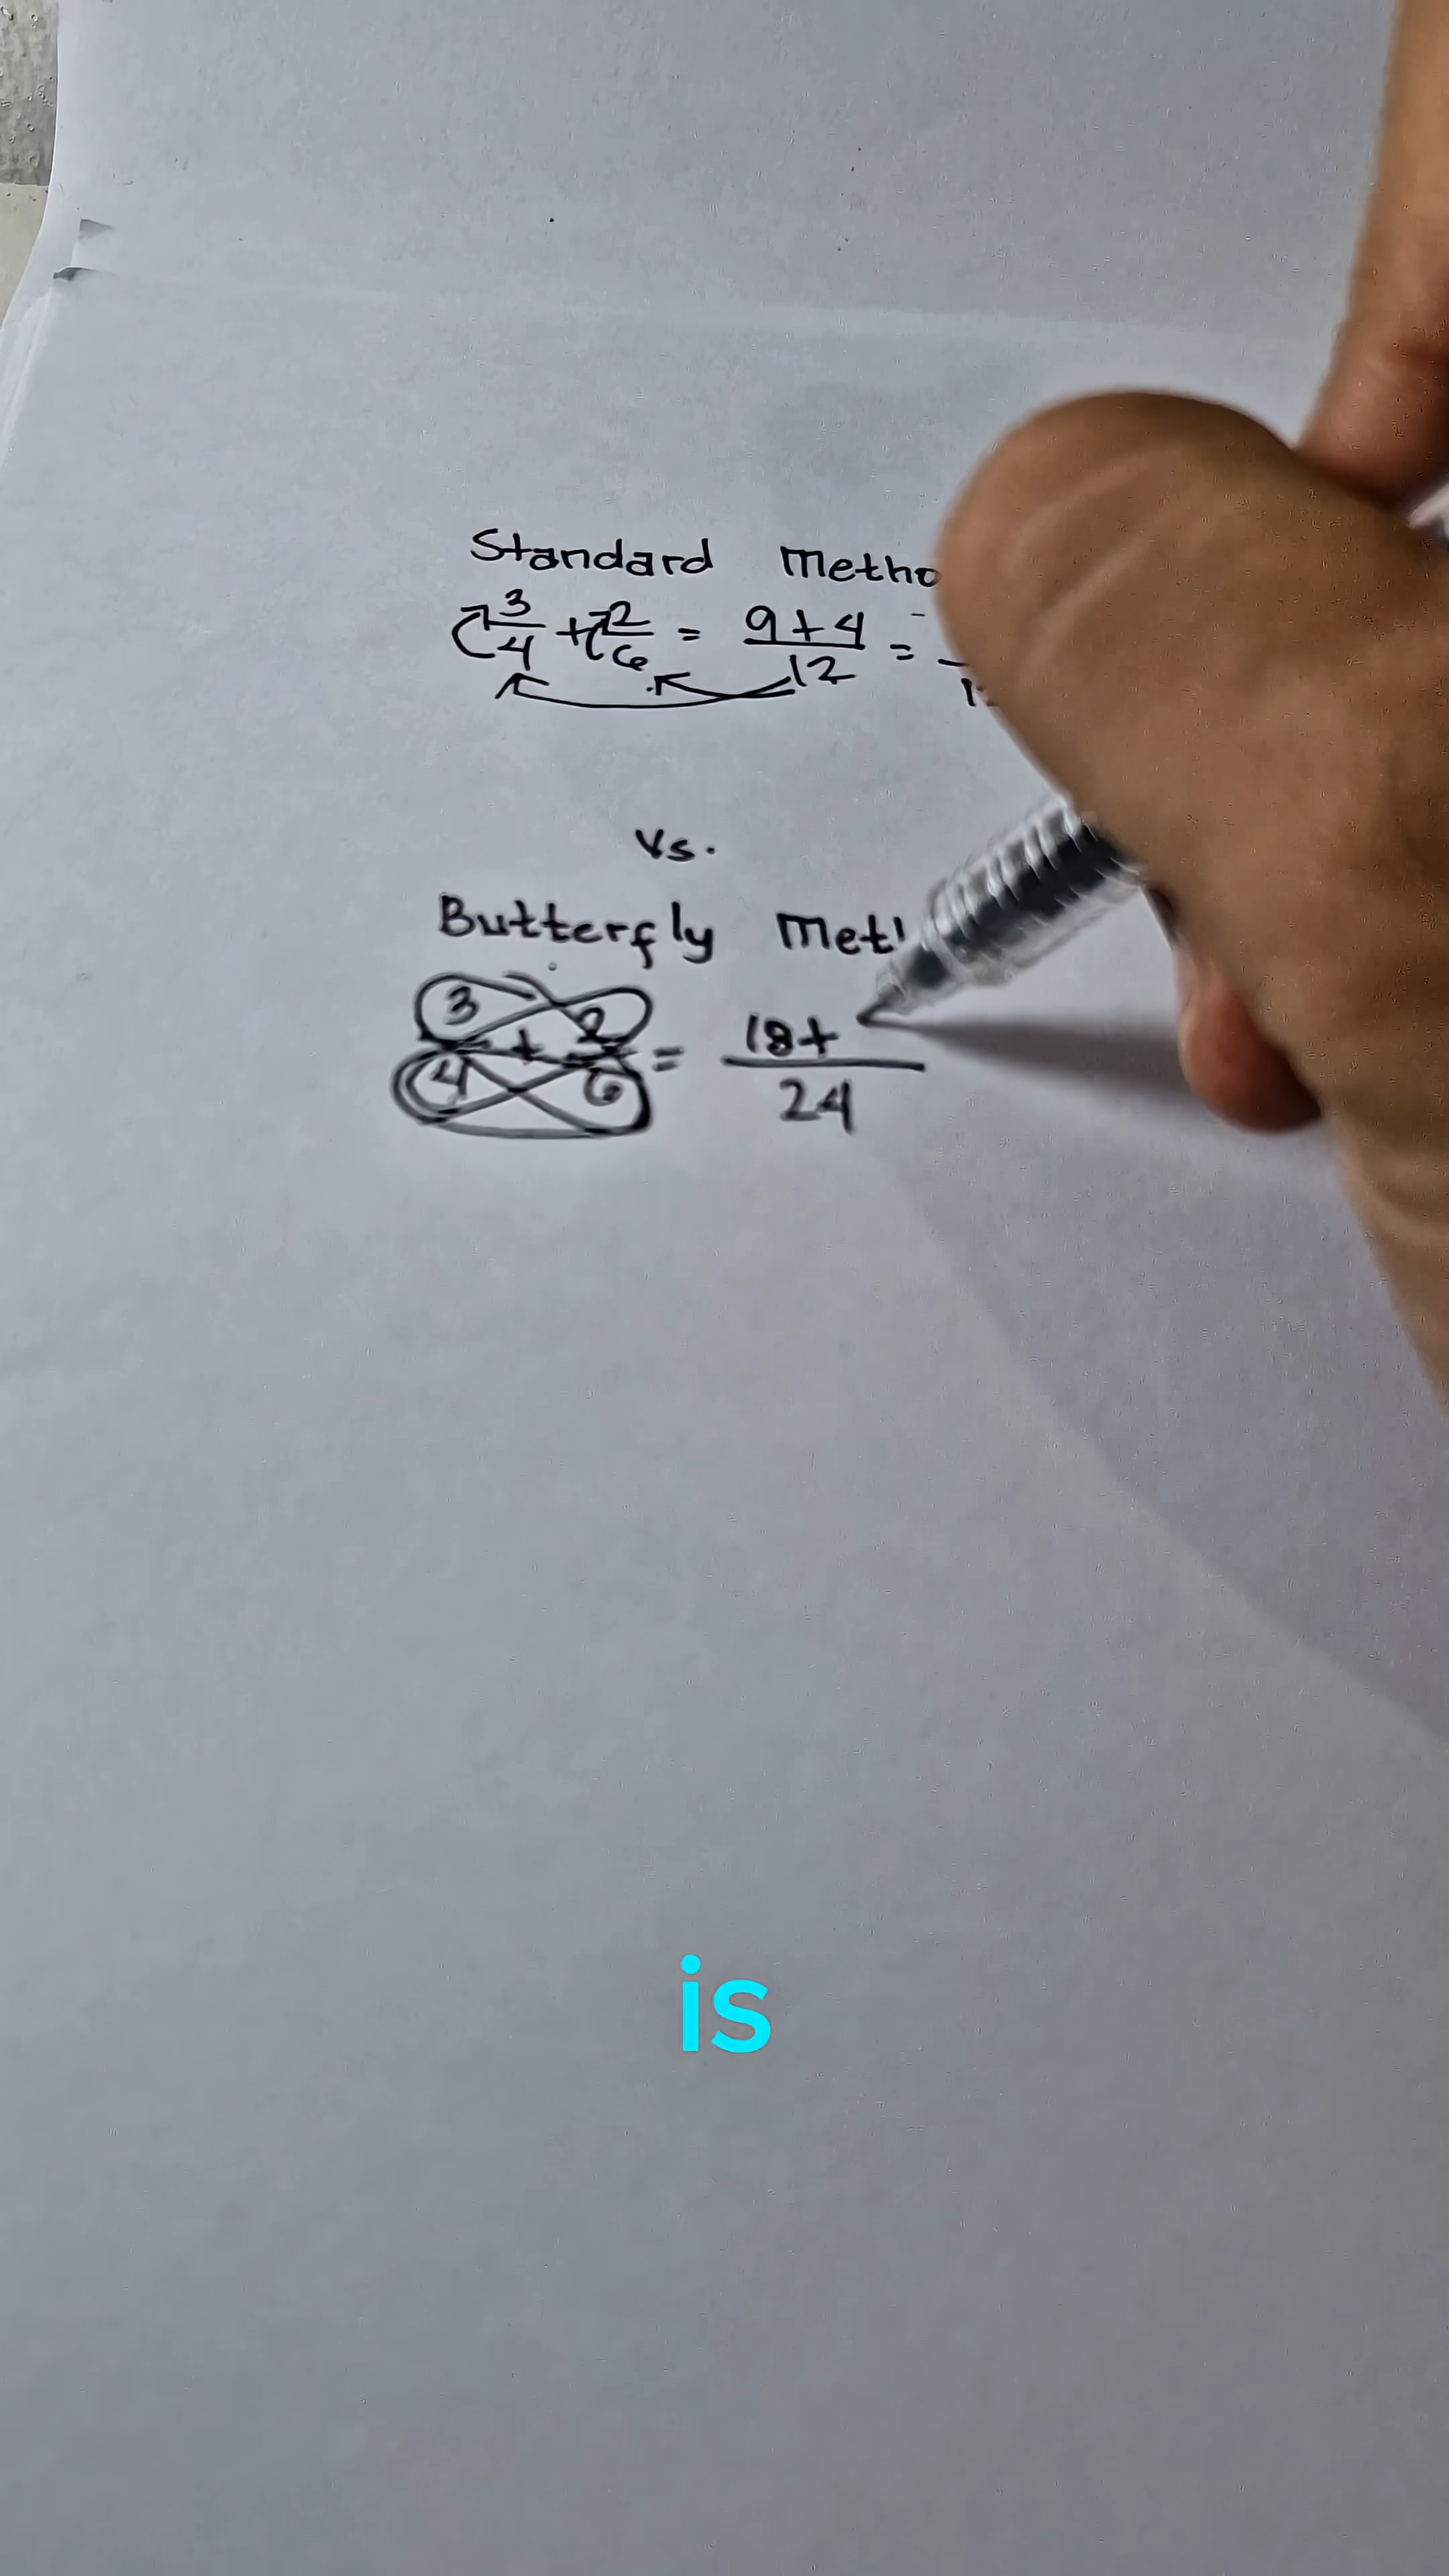 Standard Metho
3/4 + 2/6 = 9+4/12 =
Vs.
Butterfly Met
3/4 + 2/6 = 18+/24
is